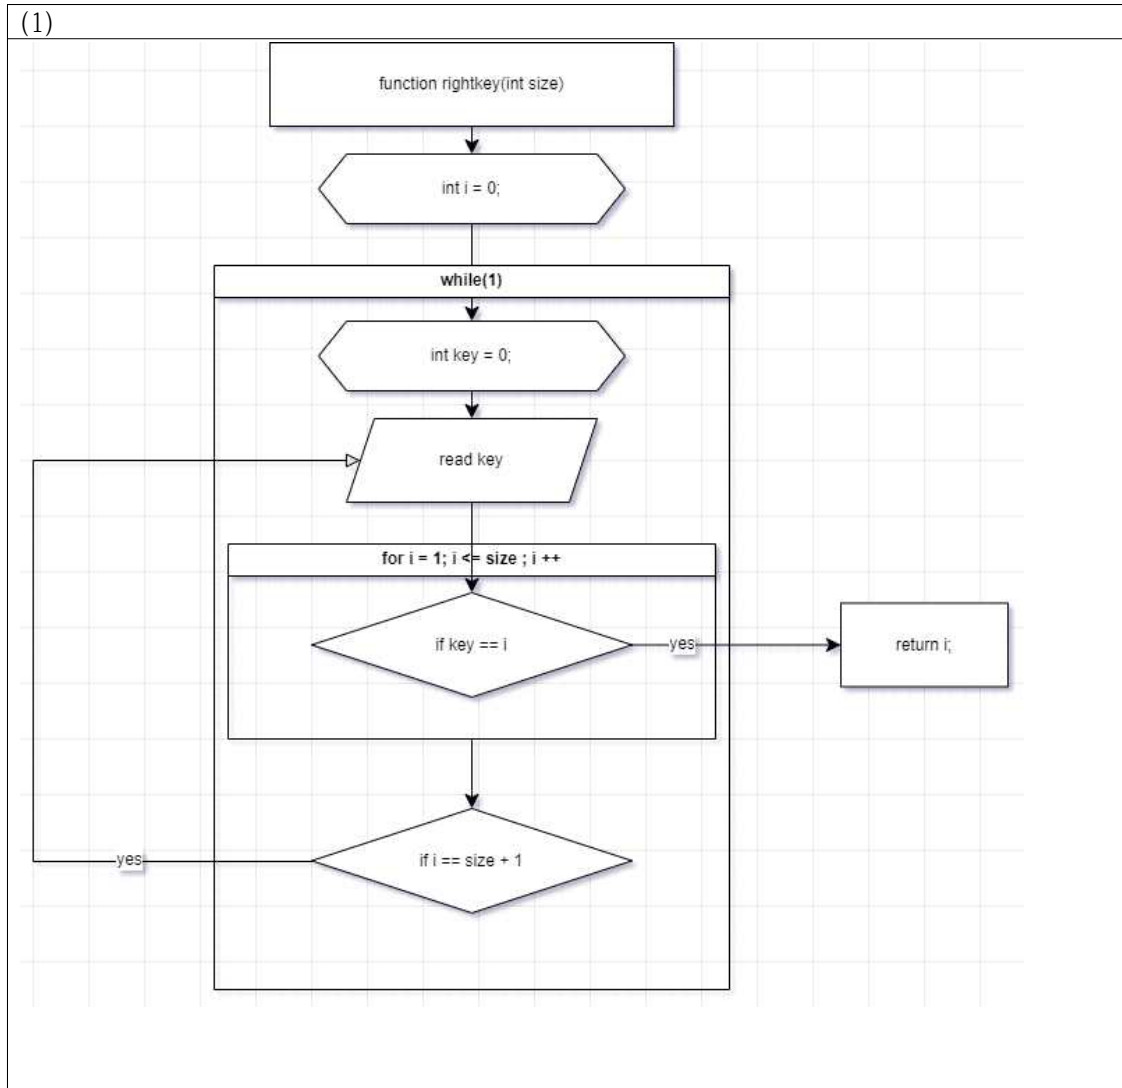 (1)
function rightkey(int size)
int i = 0;
while(1)
int key = 0;
read key
for i = 1; i <= size ; i ++
if key == i
yes
return i;
if i == size + 1
yes